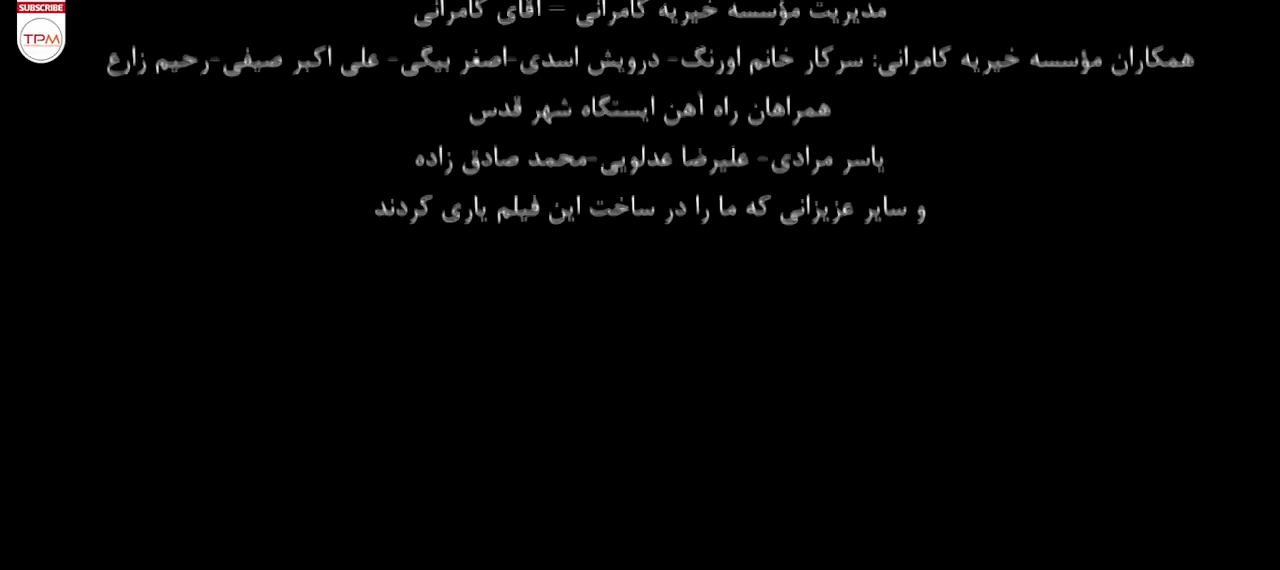 SUBSCRIBE
TPM
مدیریت مؤسسه خیریه کامرانی = آقای کامرانی
همکاران مؤسسه خیریه کامرانی: سرکار خانم اورنگ- درویش اسدی-اصغر بیگی- علی اکبر صیفی-رحیم زارع
همراهان راه آهن ایستگاه شهر قدس
یاسر مرادی- علیرضا عدلویی-محمد صادق زاده
و سایر عزیزانی که ما را در ساخت این فیلم یاری کردند